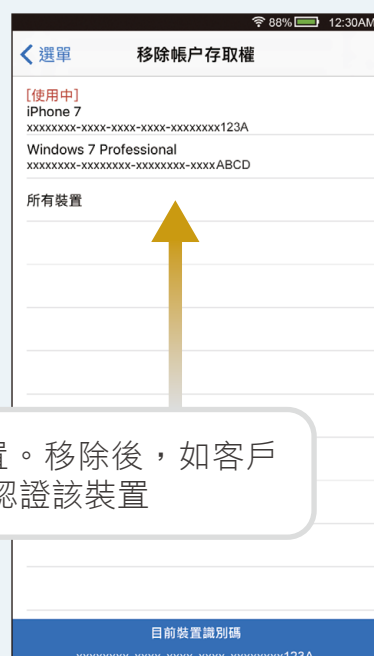 88% 12:30AM
選單 移除帳户存取權
[使用中]
iPhone 7
xxxxxxxx-xxxx-xxxx-xxxx-xxxxxxxx123A
Windows 7 Professional
xxxxxxxx-xxxxxxxx-xxxxxxxx-xxxxABCD
所有裝置
置。移除後，如客戶
認證該裝置
目前裝置識別碼